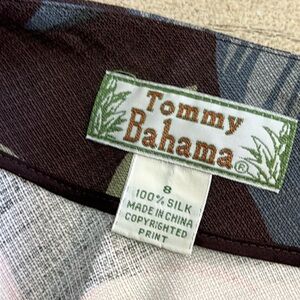 Tommy
Bahama®
8
100% SILK
MADE IN CHINA
COPYRIGHTED
PRINT